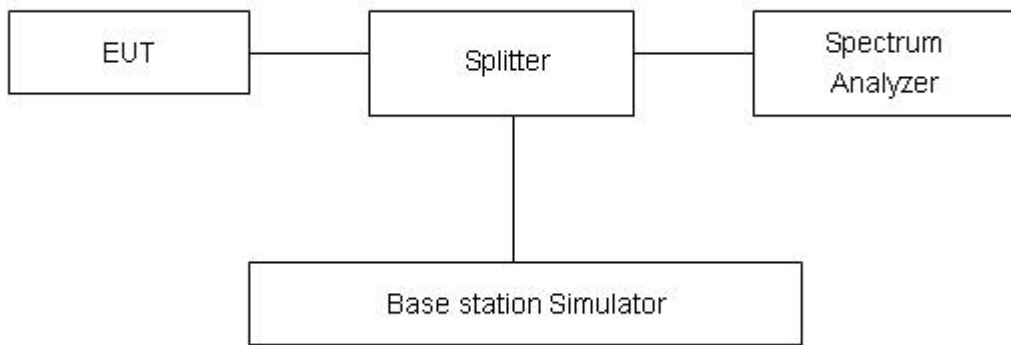 EUT
Splitter
Spectrum
Analyzer
Base station Simulator